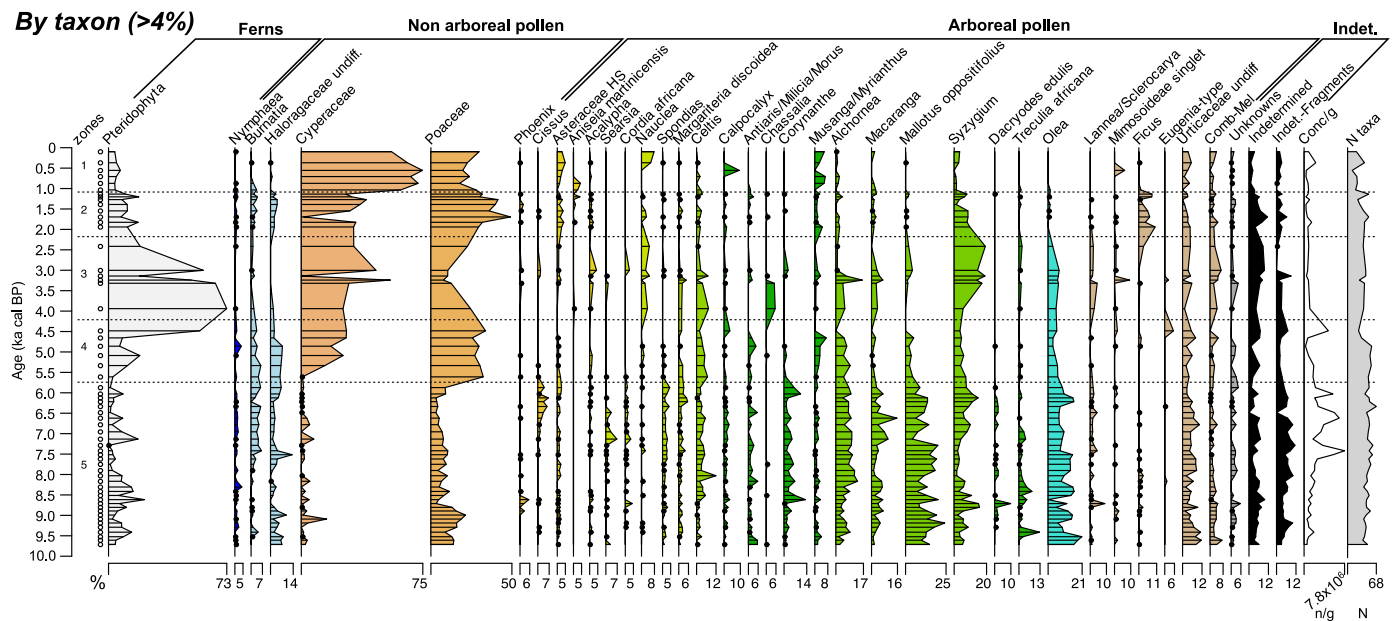 By taxon (>4%)
Ferns
Non arboreal pollen
Arboreal pollen
Indet.
zones
Pteridophyta
Nymphaea
Burnatia
Haloragaceae undiff.
Cyperaceae
Poaceae
Phoenix
Cissus
Asteraceae HS
Aniseia martinicensis
Acalypha
Searsia
Cordia africana
Nauclea
Spondias
Margariteria discoidea
Celtis
Calpocalyx
Antiaris/Milicia/Morus
Chassalia
Corynanthe
Musanga/Myrianthus
Alchornea
Macaranga
Mallotus oppositifolius
Syzygium
Dacryodes edulis
Treculia africana
Olea
Lannea/Sclerocarya
Mimosoideae singlet
Ficus
Eugenia-type
Urticaceae undiff
Comb-Mel
Unknowns
Indetermined
Indet.-Fragments
Conc/g
N taxa
Age (ka cal BP)
0
0.5
1.0
1.5
2.0
2.5
3.0
3.5
4.0
4.5
5.0
5.5
6.0
6.5
7.0
7.5
8.0
8.5
9.0
9.5
10.0
1
2
3
4
5
%
73 5 7 14 75 50 6 7 5 5 5 7 5 8 5 6 12 10 6 6 14 8 17 16 25 20 10 13 21 10 10 11 6 12 8 6 12 12 7.8x10⁶ 68
n/g N